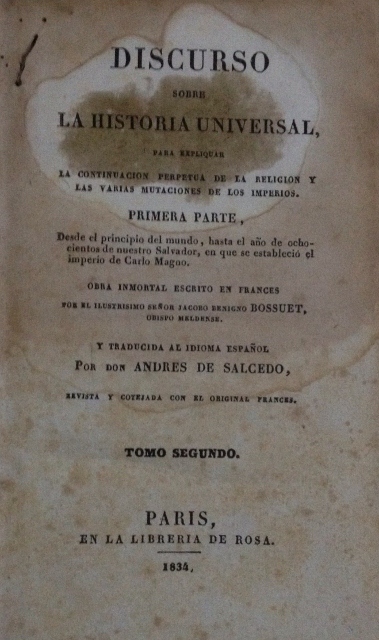 DISCURSO
SOBRE
LA HISTORIA UNIVERSAL,
PARA EXPLICAR
LA CONTINUACION PERPETUA DE LA RELIGION Y
LAS VARIAS MUTACIONES DE LOS IMPERIOS.
PRIMERA PARTE,
Desde el principio del mundo, hasta el año de ocho-
cientos de nuestro Salvador, en que se estableció el
imperio de Carlo Magno.
OBRA INMORTAL ESCRITO EN FRANCES
POR EL ILUSTRISIMO SEÑOR JACOBO BENIGNO BOSSUET,
OBISPO MELDENSE.
Y TRADUCIDA AL IDIOMA ESPAÑOL
POR DON ANDRES DE SALCEDO,
REVISTA Y COTEJADA CON EL ORIGINAL FRANCES.
TOMO SEGUNDO.
PARIS,
EN LA LIBRERIA DE ROSA.
1834,